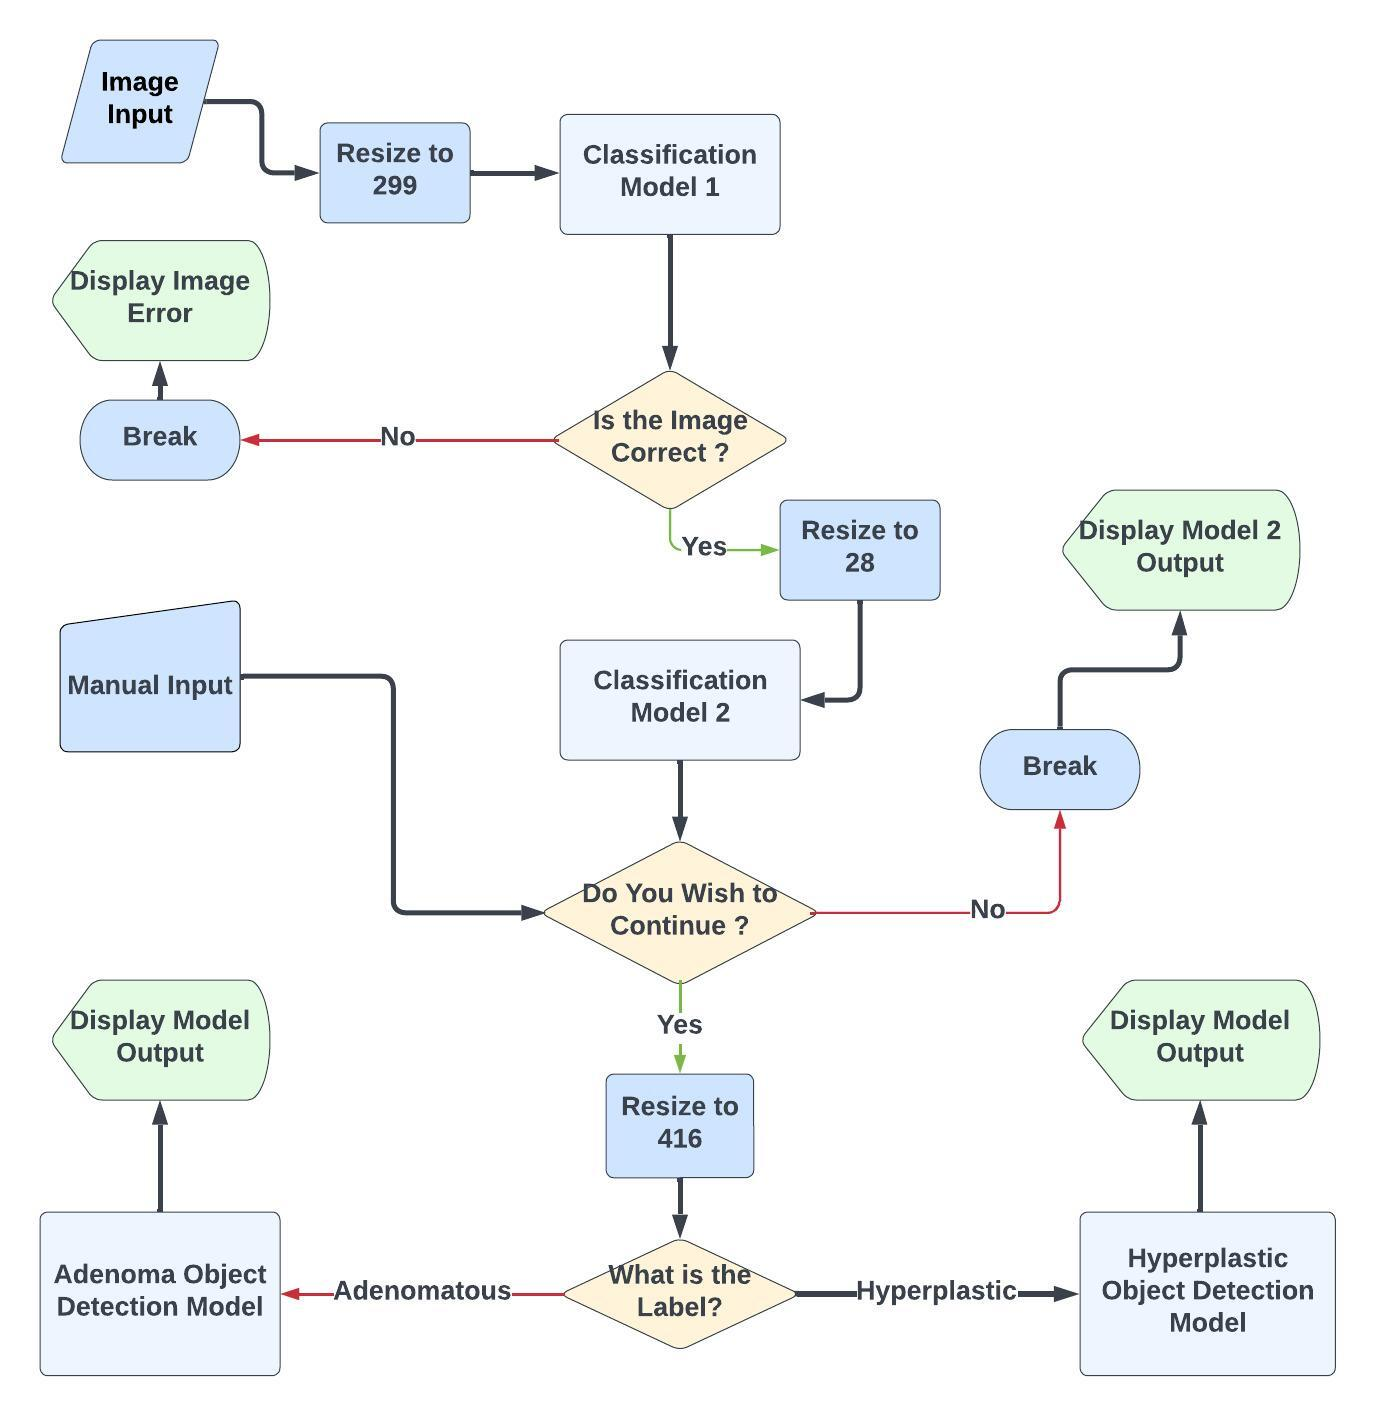 Image
Input
Resize to
299
Classification
Model 1
Display Image
Error
Break
No
Is the Image
Correct ?
Yes
Resize to
28
Display Model 2
Output
Manual Input
Classification
Model 2
Break
Do You Wish to
Continue ?
No
Yes
Display Model
Output
Display Model
Output
Resize to
416
Adenoma Object
Detection Model
Adenomatous
What is the
Label?
Hyperplastic
Hyperplastic
Object Detection
Model